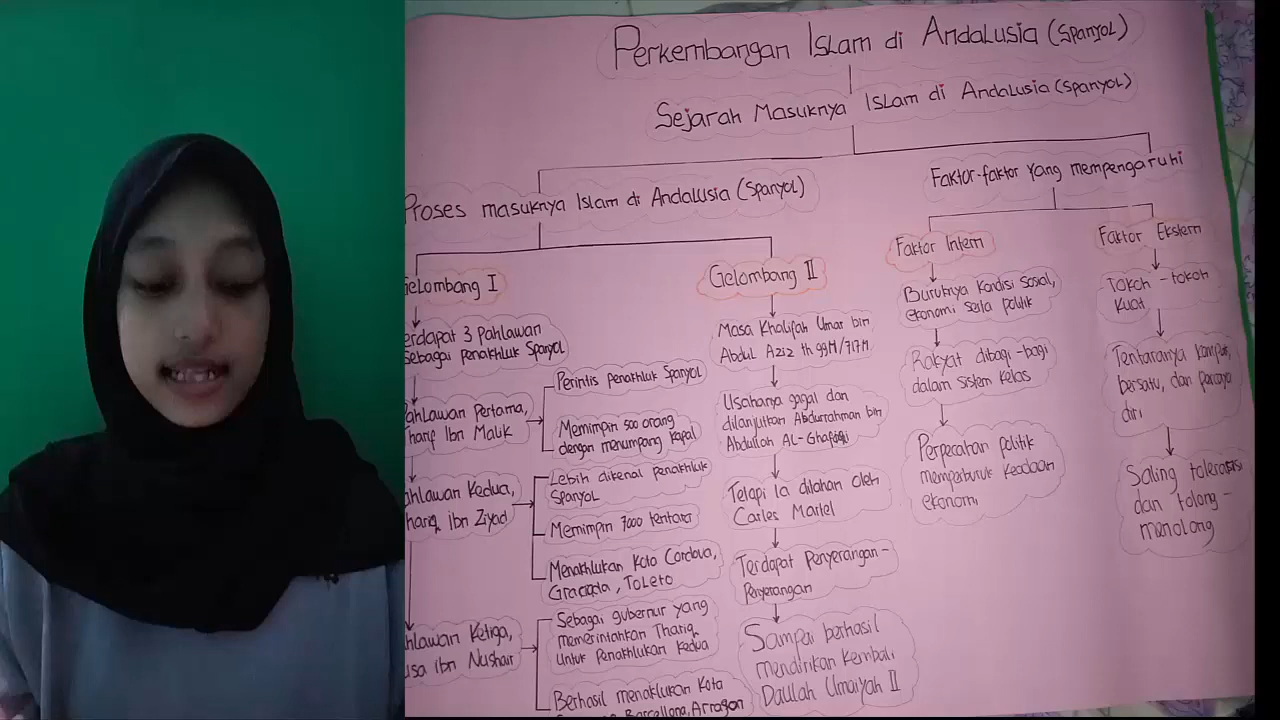 Perkembangan Islam di Andalusia (Spanyol)
Sejarah Masuknya Islam di Andalusia (Spanyol)
Proses masuknya Islam di Andalusia (Spanyol)
Gelombang I
erdapat 3 Pahlawan
sebagai penakhluk Spanyol
Pahlawan Pertama,
Tharif Ibn Malik
Perintis penakhluk Spanyol
Memimpin 500 orang
dengan menumpang kapal
ahlawan Kedua,
hariq ibn Ziyad
Lebih dikenal penakhluk
Spanyol
Memimpin 7000 tentara
Menakhlukan Kota Cordova,
Granada, Toleto
hlawan Ketiga,
usa Ibn Nushair
Sebagai gubernur yang
memerintahkan Thariq
untuk Penakhlukan Kedua
Berhasil menaklukan Kota
Barcellona, Arragon
Gelombang II
Masa Khalifah Umar bin
Abdul Aziz th 99H/717M
Usahanya gagal dan
dilanjutkan Abdurrahman bin
Abdullah Al-Ghafiqi
Tetapi Ia ditahan oleh
Carles Martel
Terdapat Penyerangan-
Penyerangan
Sampai berhasil
mendirikan Kembali
Daulah Umaiyah II
Faktor-faktor yang mempengaruhi
Faktor Intern
Buruknya Kondisi sosial,
ekonomi serta politik
Rakyat dibagi-bagi
dalam sistem kelas
Perpecahan politik
memperburuk Keadaan
ekonomi
Faktor Ekstern
Tokoh-tokoh
Kuat
Tentaranya kompak,
bersatu, dan percaya
diri
Saling toleransi
dan tolong-
menolong